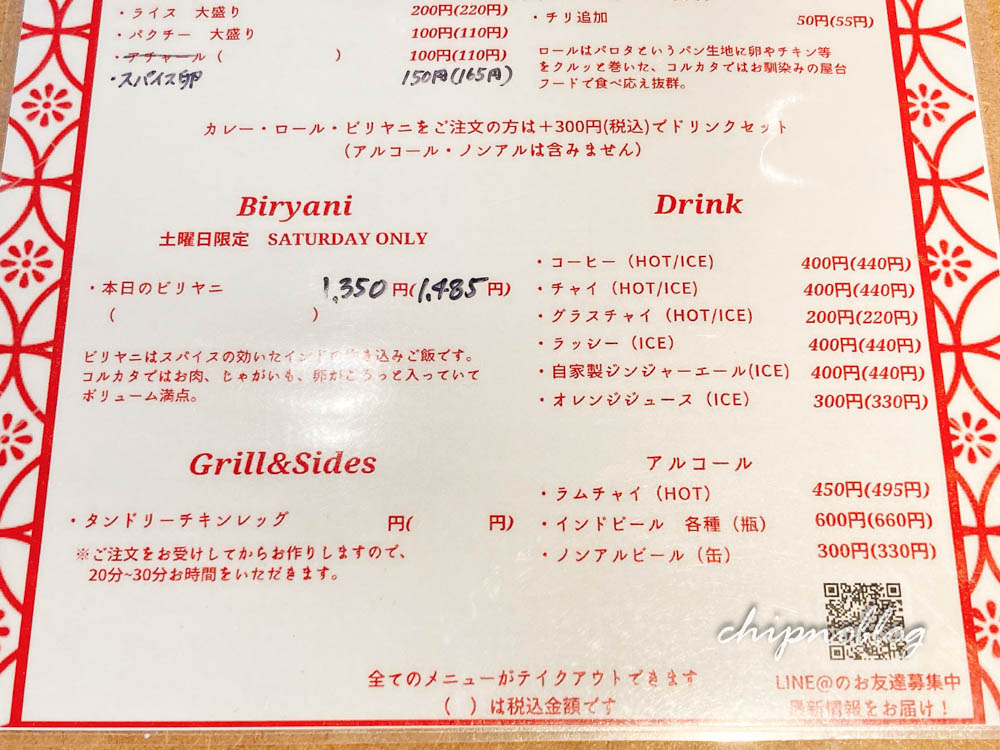 ・ライス 大盛り 200円(220円)
・パクチー 大盛り 100円(110円)
・アチャール ( ) 100円(110円)
・スパイス卵 150円(165円)
・チリ追加 50円(55円)
ロールはパロタというパン生地に卵やチキン等
をクルッと巻いた、コルカタではお馴染みの屋台
フードで食べ応え抜群。
カレー・ロール・ビリヤニをご注文の方は＋300円(税込)でドリンクセット
(アルコール・ノンアルは含みません)
Biryani
土曜日限定 SATURDAY ONLY
・本日のビリヤニ 1,350円(1,485円)
( )
ビリヤニはスパイスの効いたインドの炊き込みご飯です。
コルカタではお肉、じゃがいも、卵がごろっと入っていて
ボリューム満点。
Grill&Sides
・タンドリーチキンレッグ 円( 円)
※ご注文をお受けしてからお作りしますので、
20分~30分お時間をいただきます。
Drink
・コーヒー（HOT/ICE) 400円(440円)
・チャイ（HOT/ICE) 400円(440円)
・グラスチャイ（HOT/ICE) 200円(220円)
・ラッシー（ICE) 400円(440円)
・自家製ジンジャーエール(ICE) 400円(440円)
・オレンジジュース（ICE) 300円(330円)
アルコール
・ラムチャイ（HOT） 450円(495円)
・インドビール 各種（瓶） 600円(660円)
・ノンアルビール（缶） 300円(330円)
chipnoblog
LINE@のお友達募集中
最新情報をお届け！
全てのメニューがテイクアウトできます
( ) は税込金額です